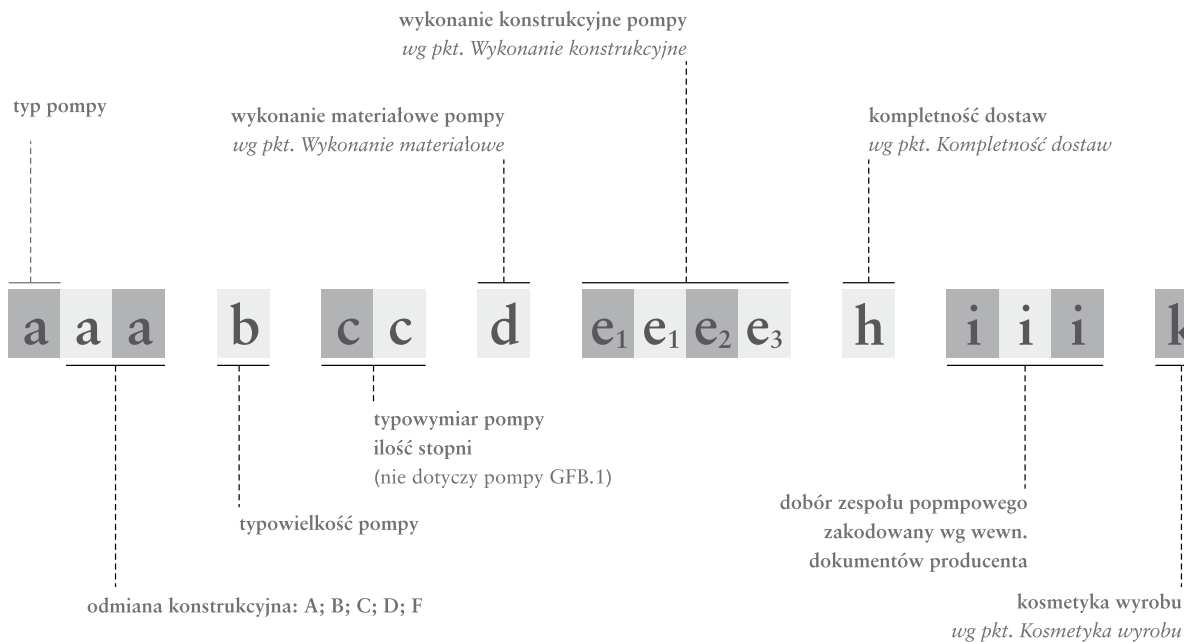 wykonanie konstrukcyjne pompy
wg pkt. Wykonanie konstrukcyjne
typ pompy
wykonanie materiałowe pompy
wg pkt. Wykonanie materiałowe
kompletność dostaw
wg pkt. Kompletność dostaw
a a a b c c d e1 e1 e2 e3 h i i i k
typowymiar pompy
ilość stopni
(nie dotyczy pompy GFB.1)
typowielkość pompy
dobór zespołu popmpowego
zakodowany wg wewn.
dokumentów producenta
odmiana konstrukcyjna: A; B; C; D; F
kosmetyka wyrobu
wg pkt. Kosmetyka wyrobu